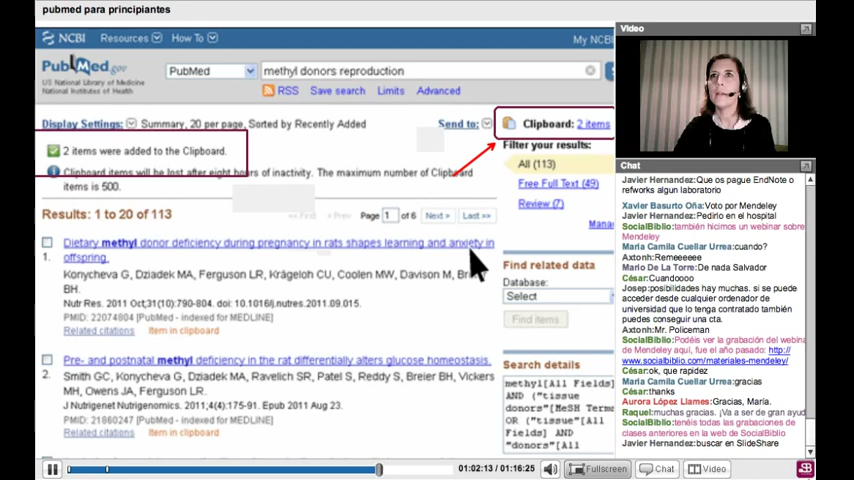 pubmed para principiantes
NCBI Resources How To My NCBI
PubMed.gov
US National Library of Medicine
National Institutes of Health
PubMed
methyl donors reproduction
RSS Save search Limits Advanced
Display Settings: Summary, 20 per page, Sorted by Recently Added
Send to:
2 items were added to the Clipboard.
Clipboard items will be lost after eight hours of inactivity. The maximum number of Clipboard
items is 500.
Results: 1 to 20 of 113
<< First < Prev Page 1 of 6 Next > Last >>
1.
Dietary methyl donor deficiency during pregnancy in rats shapes learning and anxiety in
offspring.
Konycheva G, Dziadek MA, Ferguson LR, Krägeloh CU, Coolen MW, Davison M,
BH.
Nutr Res. 2011 Oct;31(10):790-804. doi: 10.1016/j.nutres.2011.09.015.
PMID: 22074804 [PubMed - indexed for MEDLINE]
Related citations Item in clipboard
2.
Pre- and postnatal methyl deficiency in the rat differentially alters glucose homeostasis.
Smith GC, Konycheva G, Dziadek MA, Ravelich SR, Patel S, Reddy S, Breier BH, Vickers
MH, Owens JA, Ferguson LR.
J Nutrigenet Nutrigenomics. 2011;4(4):175-91. Epub 2011 Aug 23.
PMID: 21860247 [PubMed - indexed for MEDLINE]
Related citations Item in clipboard
Clipboard: 2 items
Filter your results:
All (113)
Free Full Text (49)
Review (7)
Mana
Find related data
Database:
Select
Find items
Search details
methyl[All Fields]
AND ("tissue
donors"[MeSH Terms
OR ("tissue"[All
Fields] AND
"donors"[All
Video
Chat
Javier Hernandez:Que os pague EndNote o
refworks algun laboratorio
Xavier Basurto Oña:Voto por Mendeley
Javier Hernandez:Pedirlo en el hospital
SocialBiblio:también hicimos un webinar sobre
Mendeley
Maria Camila Cuellar Urrea:cuando?
Axtonh:Remeeeeee
Mario De La Torre:De nada Salvador
César:Cuandoooo
Josep:posibilidades hay muchas. si se puede
acceder desde cualquier ordenador de
universidad que lo tenga contratado también
puedes conseguir una cta.
Axtonh:Mr. Policeman
SocialBiblio:Podéis ver la grabación del webina
de Mendeley aquí, fue el año pasado: http://
www.socialbiblio.com/materiales-mendeley/
César:ok, que rapidez
Maria Camila Cuellar Urrea:gracias
César:thanks
Aurora López Llames:Gracias, María.
Raquel:muchas gracias. ¡Va a ser de gran ayud
SocialBiblio:tenéis todas las grabaciones de
clases anteriores en la web de SocialBiblio
Javier Hernandez:buscar en SlideShare
01:02:13 / 01:16:25
Fullscreen
Chat
Video